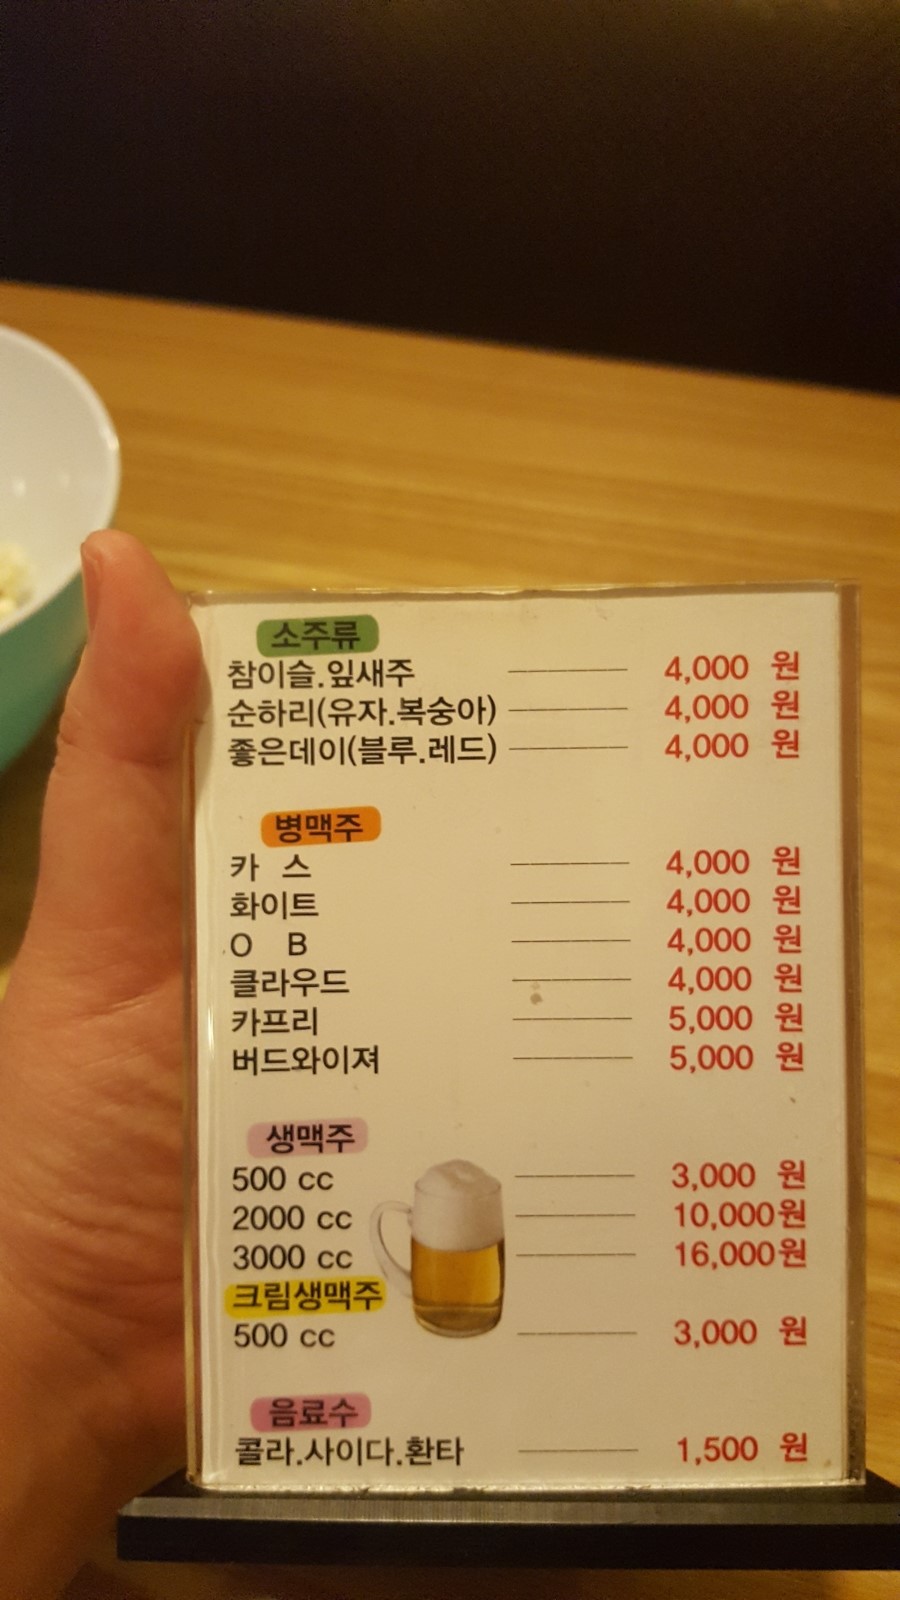 소주류
참이슬.잎새주 4,000 원
순하리(유자.복숭아) 4,000 원
좋은데이(블루.레드) 4,000 원
병맥주
카 스 4,000 원
화이트 4,000 원
O B 4,000 원
클라우드 4,000 원
카프리 5,000 원
버드와이져 5,000 원
생맥주
500 cc 3,000 원
2000 cc 10,000원
3000 cc 16,000원
크림생맥주
500 cc 3,000 원
음료수
콜라.사이다.환타 1,500 원